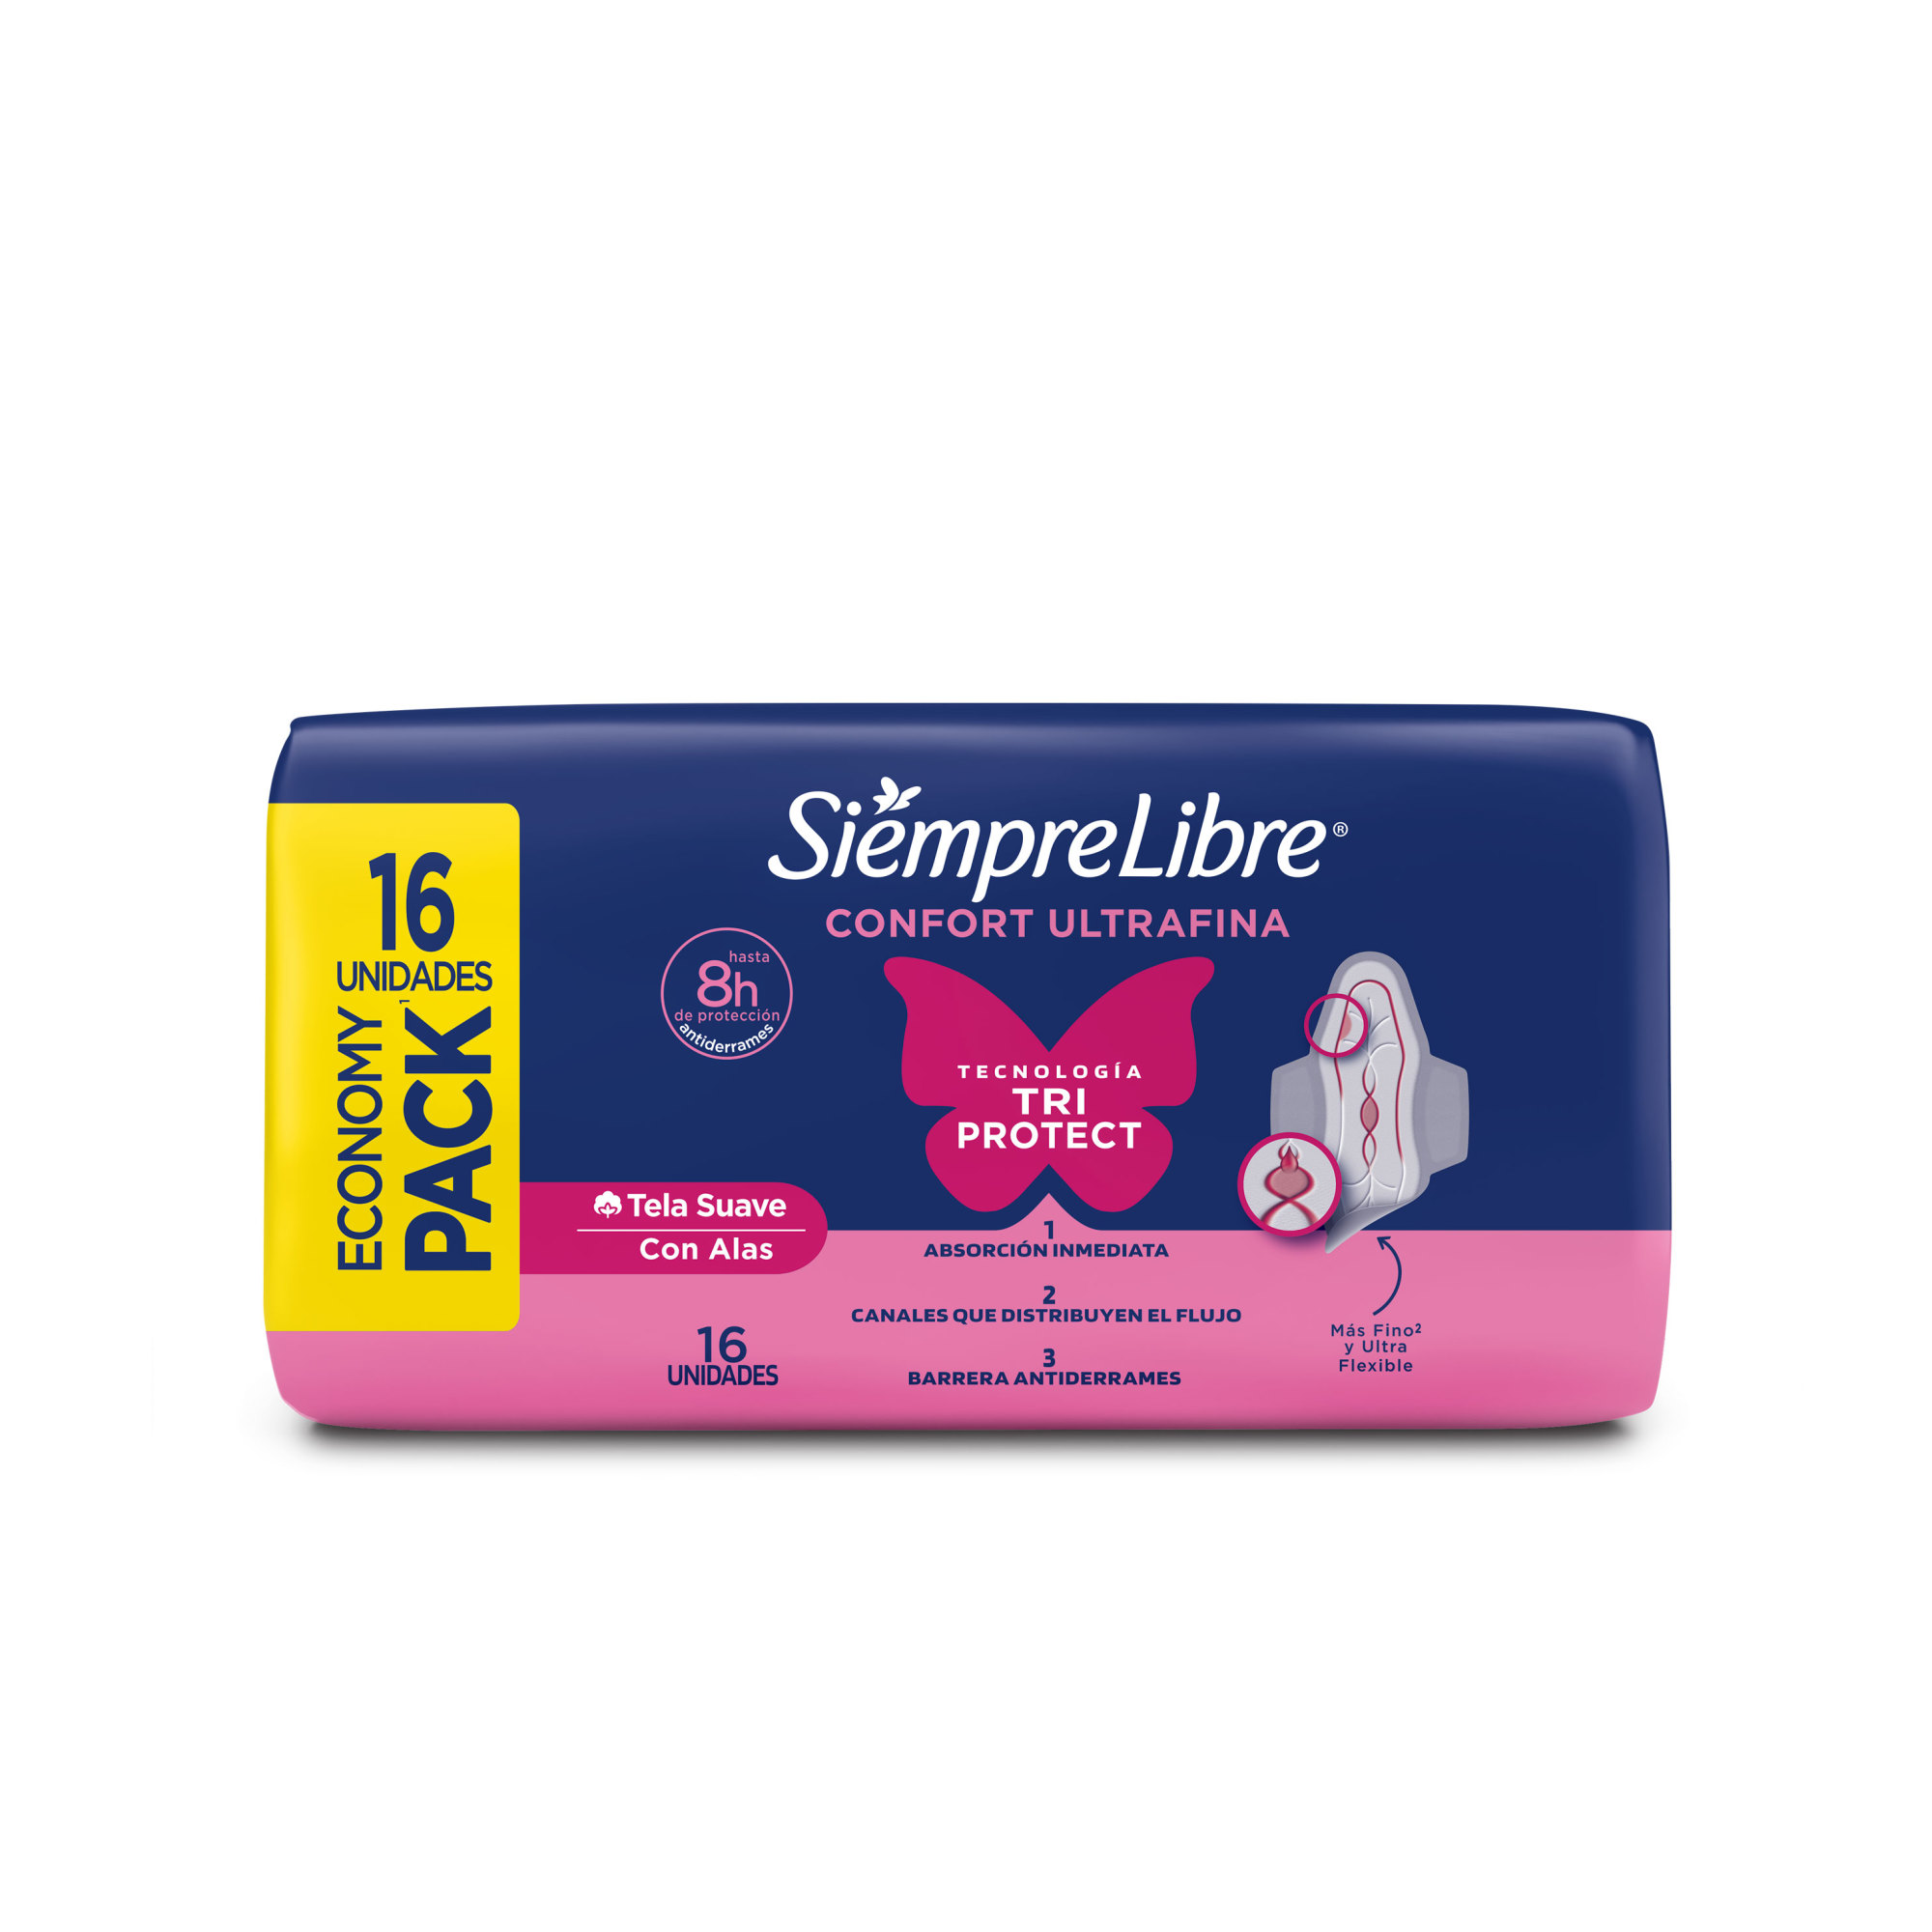 16
UNIDADES
ECONOMY
PACK¹
SiempreLibre®
CONFORT ULTRAFINA
hasta
8h
de protección
antiderrames
TECNOLOGÍA
TRI
PROTECT
Tela Suave
Con Alas
16
UNIDADES
1
ABSORCIÓN INMEDIATA
2
CANALES QUE DISTRIBUYEN EL FLUJO
3
BARRERA ANTIDERRAMES
Más Fino²
y Ultra
Flexible